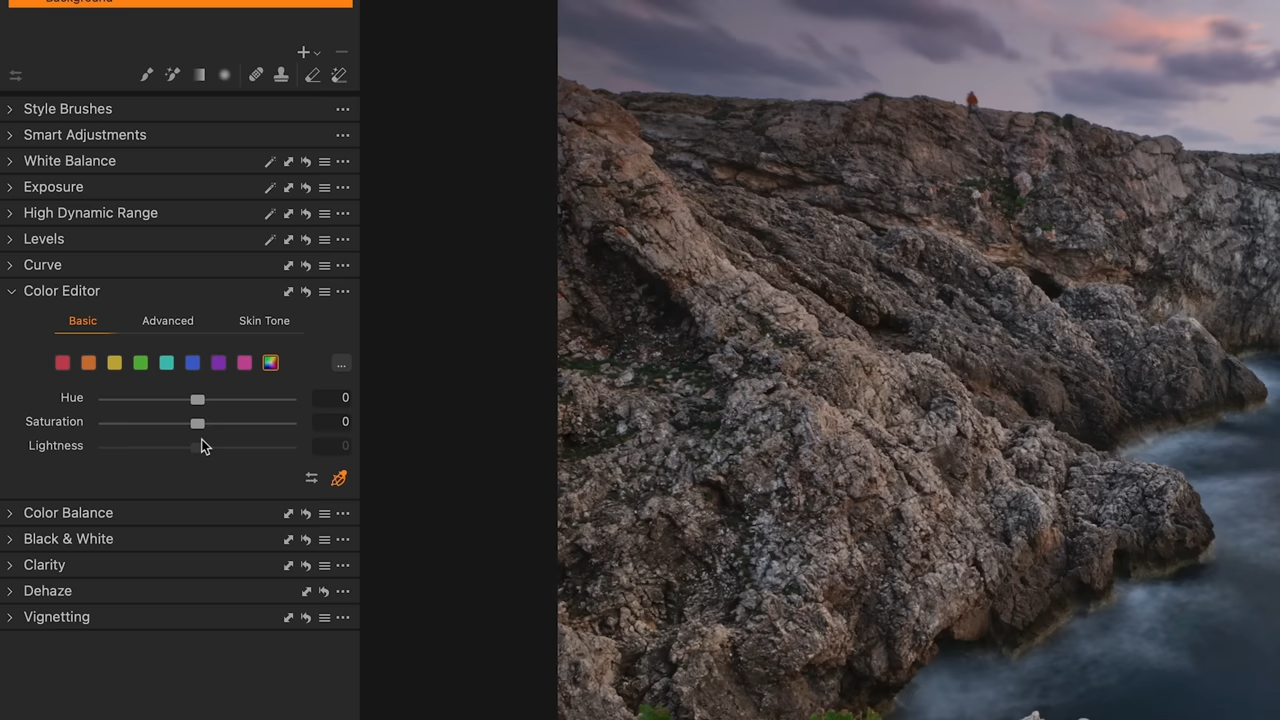 Background
Style Brushes
Smart Adjustments
White Balance
Exposure
High Dynamic Range
Levels
Curve
Color Editor
Basic Advanced Skin Tone
...
Hue 0
Saturation 0
Lightness 0
Color Balance
Black & White
Clarity
Dehaze
Vignetting